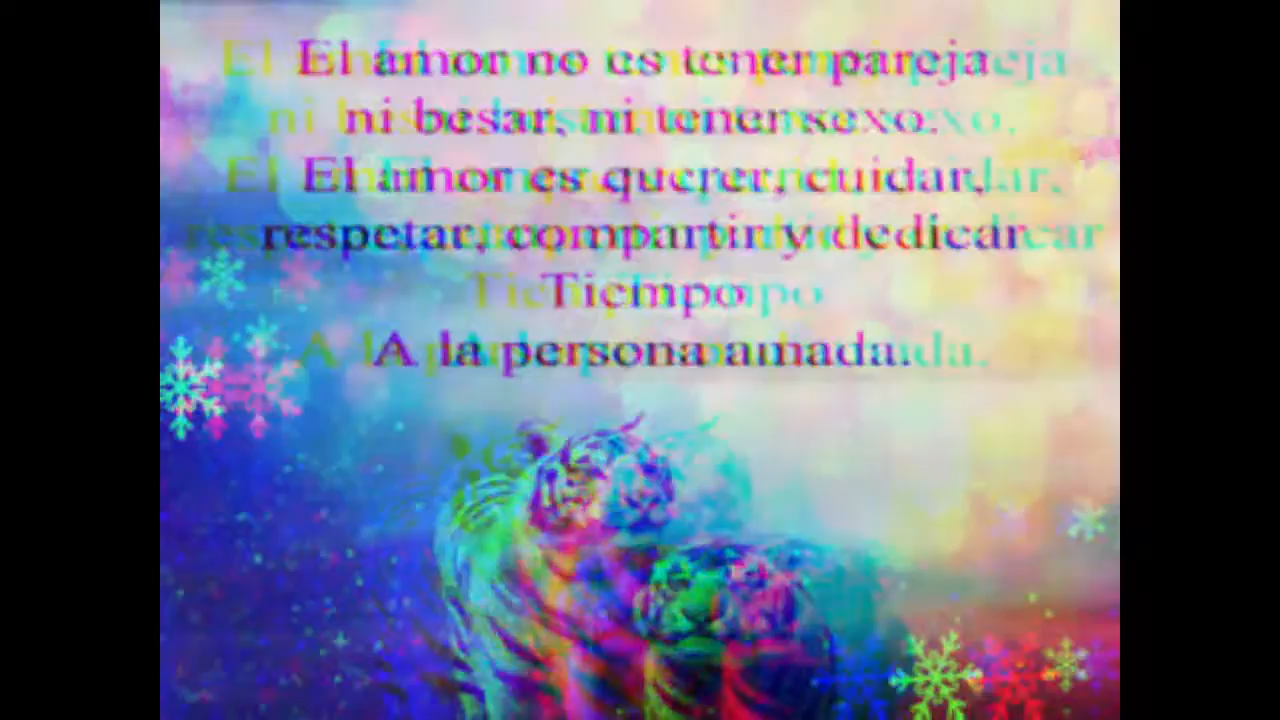 El amor no es tener pareja
ni besar, ni tener sexo.
El amor es querer, cuidar,
respetar, compartir y dedicar
Tiempo
A la persona amada.